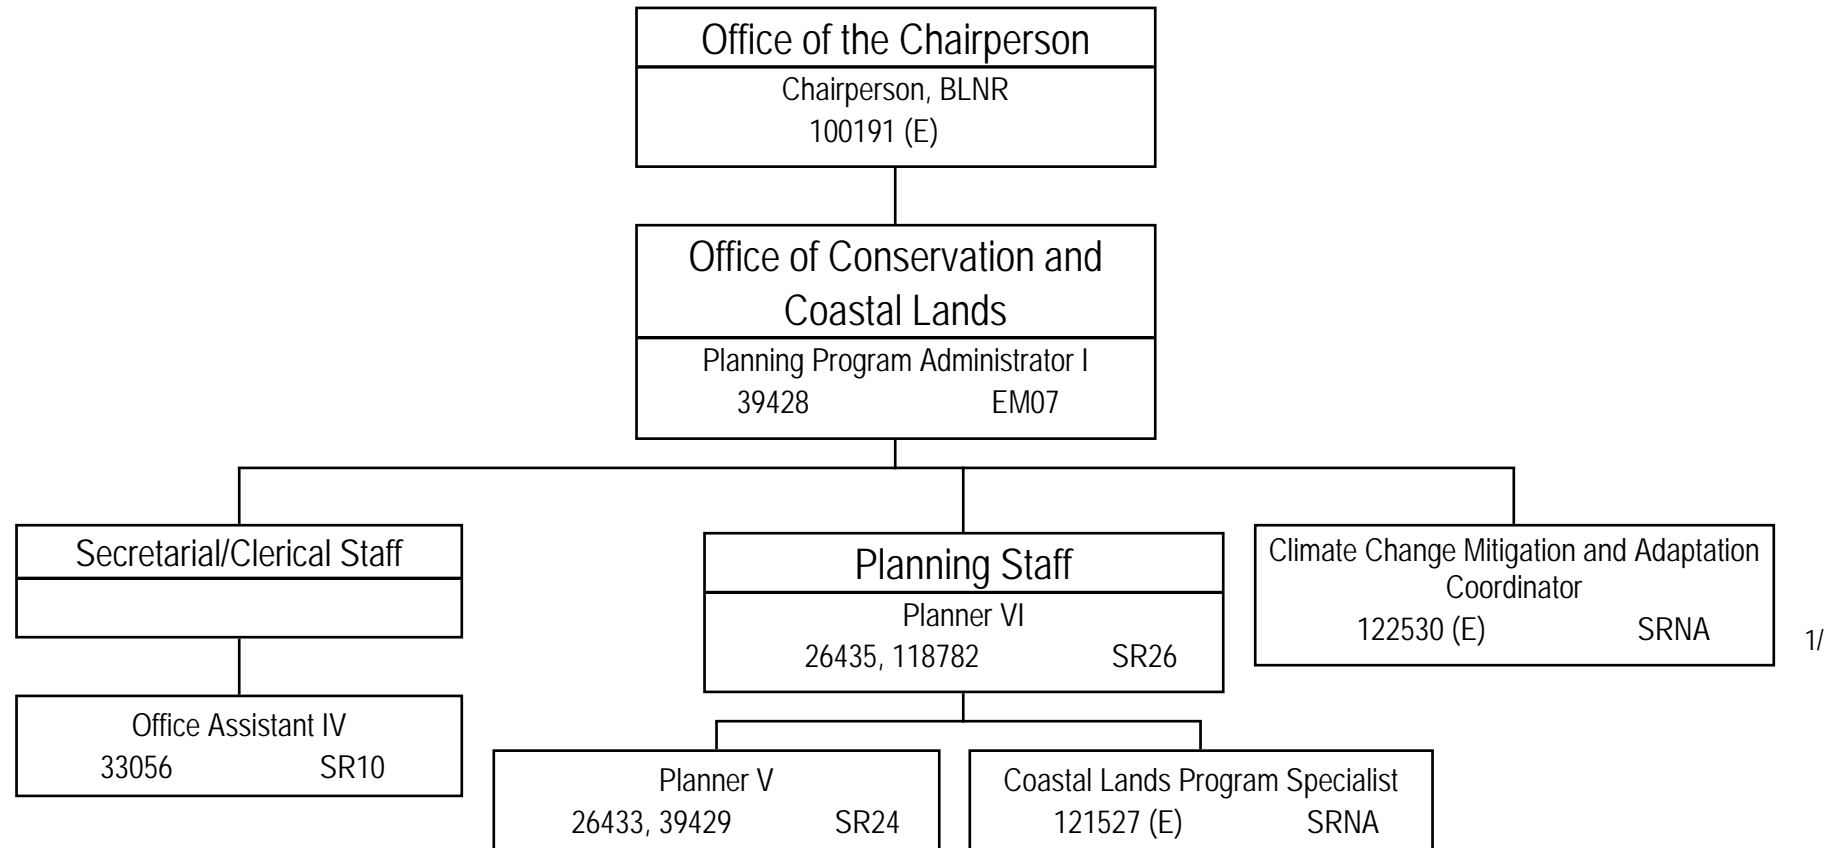 Office of the Chairperson
Chairperson, BLNR
100191 (E)
Office of Conservation and
Coastal Lands
Planning Program Administrator I
39428 EM07
Secretarial/Clerical Staff
Office Assistant IV
33056 SR10
Planning Staff
Planner VI
26435, 118782 SR26
Planner V
26433, 39429 SR24
Coastal Lands Program Specialist
121527 (E) SRNA
Climate Change Mitigation and Adaptation
Coordinator
122530 (E) SRNA
1/